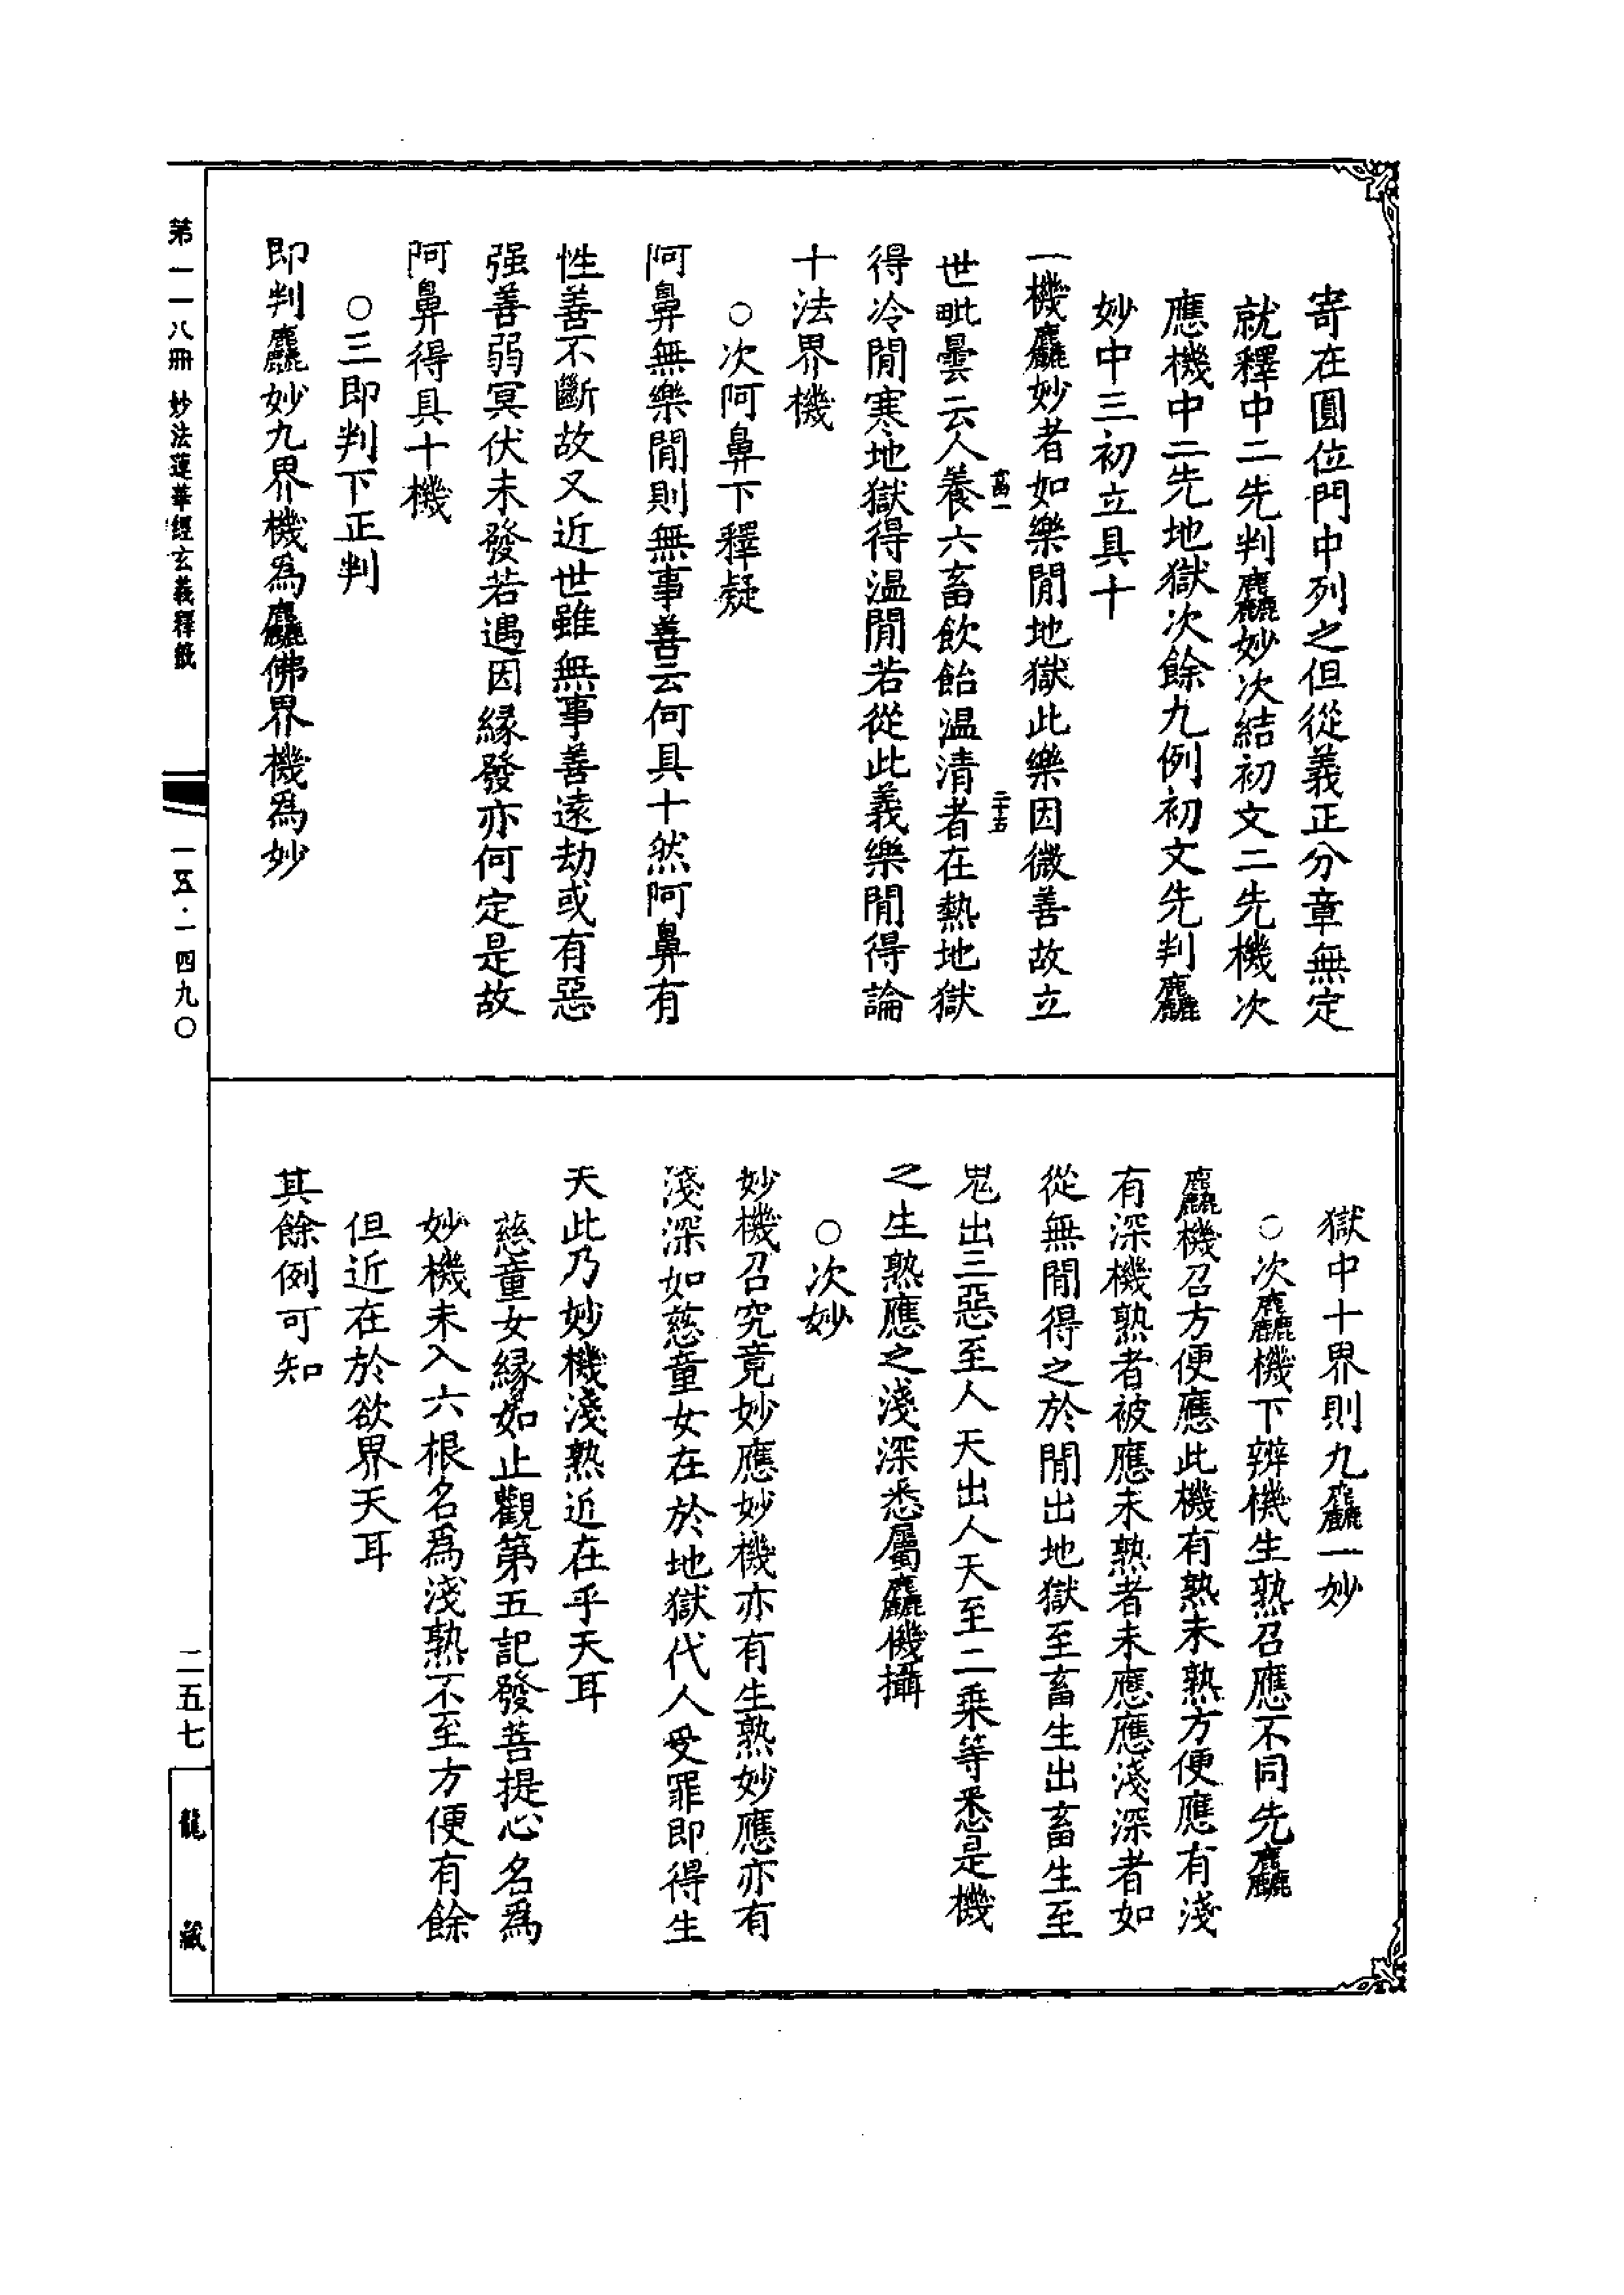 寄在圓位門中列之但從義正分章無定
就釋中二先判麤妙次結初文二先機次
應機中二先地獄次餘九例初文先判麤
妙中三初立具十
一機麤妙者如樂閒地獄此樂因微善故立
世毗曇云人養六畜飲飴温清者在熱地獄
得冷閒寒地獄得温閒若從此義樂閒得論
十法界機
○次阿鼻下釋疑
阿鼻無樂閒則無事善云何具十然阿鼻有
性善不斷故又近世雖無事善遠劫或有惡
强善弱冥伏未發若遇因緣發亦何定是故
阿鼻得具十機
○三即判下正判
即判麤妙九界機爲麤佛界機爲妙
獄中十界則九麤一妙
○次麤機下辨機生熟召應不同先麤
麤機召方便應此機有熟未熟方便應有淺
有深機熟者被應未熟者未應應淺深者如
從無閒得之於閒出地獄至畜生出畜生至
鬼出三惡至人天出人天至二乗等悉是機
之生熟應之淺深悉屬麤機攝
○次妙
妙機召究竟妙應妙機亦有生熟妙應亦有
淺深如慈童女在於地獄代人受罪即得生
天此乃妙機淺熟近在乎天耳
慈童女緣如止觀第五記發菩提心名爲
妙機未入六根名爲淺熟不至方便有餘
但近在於欲界天耳
其餘例可知
第一一八冊 妙法蓮華經玄義釋籤
一五·一四九〇
二五七
龍藏
二十五